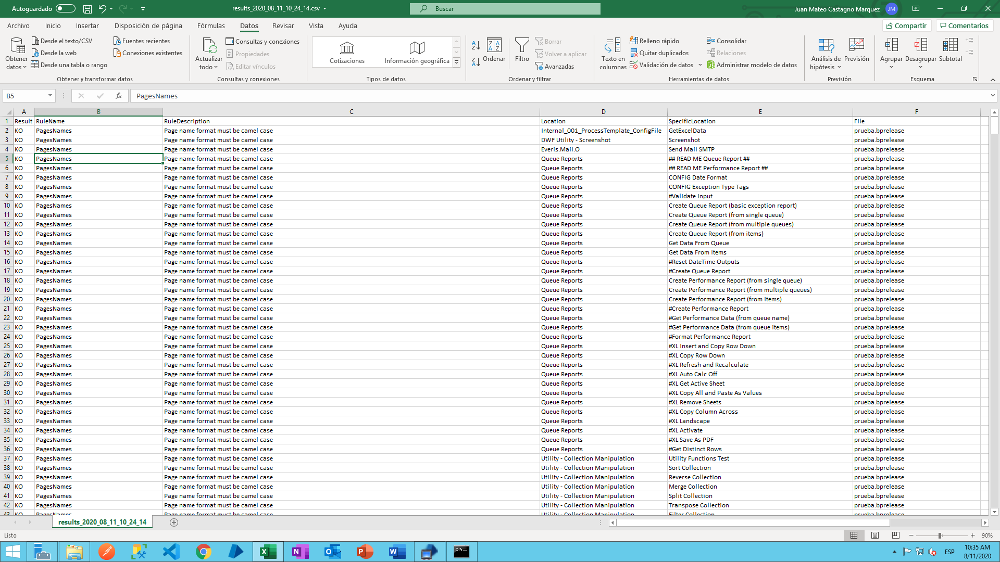 Autoguardado
results_2020_08_11_10_24_14.csv
Buscar
Juan Mateo Castagno Marquez
JM
Archivo Inicio Insertar Disposición de página Fórmulas Datos Revisar Vista Ayuda
Compartir Comentarios
Obtener datos
Desde el texto/CSV
Desde la web
Desde una tabla o rango
Fuentes recientes
Conexiones existentes
Obtener y transformar datos
Actualizar todo
Consultas y conexiones
Propiedades
Editar vínculos
Consultas y conexiones
Cotizaciones
Información geográfica
Tipos de datos
Ordenar
Filtro
Borrar
Volver a aplicar
Avanzadas
Ordenar y filtrar
Texto en columnas
Relleno rápido
Quitar duplicados
Validación de datos
Consolidar
Relaciones
Administrar modelo de datos
Herramientas de datos
Análisis de hipótesis
Previsión
Previsión
Agrupar
Desagrupar
Subtotal
Esquema
B5
fx
PagesNames
A B C D E F
1 Result RuleName RuleDescription Location SpecificLocation File
2 KO PagesNames Page name format must be camel case Internal_001_ProcessTemplate_ConfigFile GetExcelData prueba.bprelease
3 KO PagesNames Page name format must be camel case DWF Utility - Screenshot Screenshot prueba.bprelease
4 KO PagesNames Page name format must be camel case Everis.Mail.O Send Mail SMTP prueba.bprelease
5 KO PagesNames Page name format must be camel case Queue Reports ## READ ME Queue Report ## prueba.bprelease
6 KO PagesNames Page name format must be camel case Queue Reports ## READ ME Performance Report ## prueba.bprelease
7 KO PagesNames Page name format must be camel case Queue Reports CONFIG Date Format prueba.bprelease
8 KO PagesNames Page name format must be camel case Queue Reports CONFIG Exception Type Tags prueba.bprelease
9 KO PagesNames Page name format must be camel case Queue Reports #Validate Input prueba.bprelease
10 KO PagesNames Page name format must be camel case Queue Reports Create Queue Report (basic exception report) prueba.bprelease
11 KO PagesNames Page name format must be camel case Queue Reports Create Queue Report (from single queue) prueba.bprelease
12 KO PagesNames Page name format must be camel case Queue Reports Create Queue Report (from multiple queues) prueba.bprelease
13 KO PagesNames Page name format must be camel case Queue Reports Create Queue Report (from items) prueba.bprelease
14 KO PagesNames Page name format must be camel case Queue Reports Get Data From Queue prueba.bprelease
15 KO PagesNames Page name format must be camel case Queue Reports Get Data From Items prueba.bprelease
16 KO PagesNames Page name format must be camel case Queue Reports #Reset DateTime Outputs prueba.bprelease
17 KO PagesNames Page name format must be camel case Queue Reports #Create Queue Report prueba.bprelease
18 KO PagesNames Page name format must be camel case Queue Reports Create Performance Report (from single queue) prueba.bprelease
19 KO PagesNames Page name format must be camel case Queue Reports Create Performance Report (from multiple queues) prueba.bprelease
20 KO PagesNames Page name format must be camel case Queue Reports Create Performance Report (from items) prueba.bprelease
21 KO PagesNames Page name format must be camel case Queue Reports #Create Performance Report prueba.bprelease
22 KO PagesNames Page name format must be camel case Queue Reports #Get Performance Data (from queue name) prueba.bprelease
23 KO PagesNames Page name format must be camel case Queue Reports #Get Performance Data (from queue items) prueba.bprelease
24 KO PagesNames Page name format must be camel case Queue Reports #Format Performance Report prueba.bprelease
25 KO PagesNames Page name format must be camel case Queue Reports #XL Insert and Copy Row Down prueba.bprelease
26 KO PagesNames Page name format must be camel case Queue Reports #XL Copy Row Down prueba.bprelease
27 KO PagesNames Page name format must be camel case Queue Reports #XL Refresh and Recalculate prueba.bprelease
28 KO PagesNames Page name format must be camel case Queue Reports #XL Auto Calc Off prueba.bprelease
29 KO PagesNames Page name format must be camel case Queue Reports #XL Get Active Sheet prueba.bprelease
30 KO PagesNames Page name format must be camel case Queue Reports #XL Copy All and Paste As Values prueba.bprelease
31 KO PagesNames Page name format must be camel case Queue Reports #XL Remove Sheets prueba.bprelease
32 KO PagesNames Page name format must be camel case Queue Reports #XL Copy Column Across prueba.bprelease
33 KO PagesNames Page name format must be camel case Queue Reports #XL Landscape prueba.bprelease
34 KO PagesNames Page name format must be camel case Queue Reports #XL Activate prueba.bprelease
35 KO PagesNames Page name format must be camel case Queue Reports #XL Save As PDF prueba.bprelease
36 KO PagesNames Page name format must be camel case Queue Reports #Get Distinct Rows prueba.bprelease
37 KO PagesNames Page name format must be camel case Utility - Collection Manipulation Utility Functions Test prueba.bprelease
38 KO PagesNames Page name format must be camel case Utility - Collection Manipulation Sort Collection prueba.bprelease
39 KO PagesNames Page name format must be camel case Utility - Collection Manipulation Reverse Collection prueba.bprelease
40 KO PagesNames Page name format must be camel case Utility - Collection Manipulation Merge Collection prueba.bprelease
41 KO PagesNames Page name format must be camel case Utility - Collection Manipulation Split Collection prueba.bprelease
42 KO PagesNames Page name format must be camel case Utility - Collection Manipulation Transpose Collection prueba.bprelease
43 KO PagesNames Page name format must be camel case Utility - Collection Manipulation Filter Collection prueba.bprelease
results_2020_08_11_10_24_14
Listo
90%
ESP
10:35 AM
8/11/2020